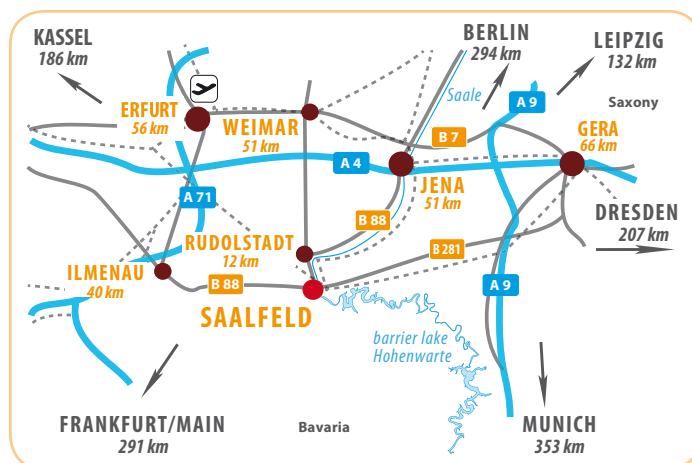 KASSEL
186 km
BERLIN
294 km
LEIPZIG
132 km
Saxony
Saale
A 9
ERFURT
56 km
WEIMAR
51 km
B 7
GERA
66 km
A 4
JENA
51 km
A 71
B 88
DRESDEN
207 km
RUDOLSTADT
12 km
B 281
ILMENAU
40 km
B 88
A 9
SAALFELD
barrier lake
Hohenwarte
FRANKFURT/MAIN
291 km
Bavaria
MUNICH
353 km